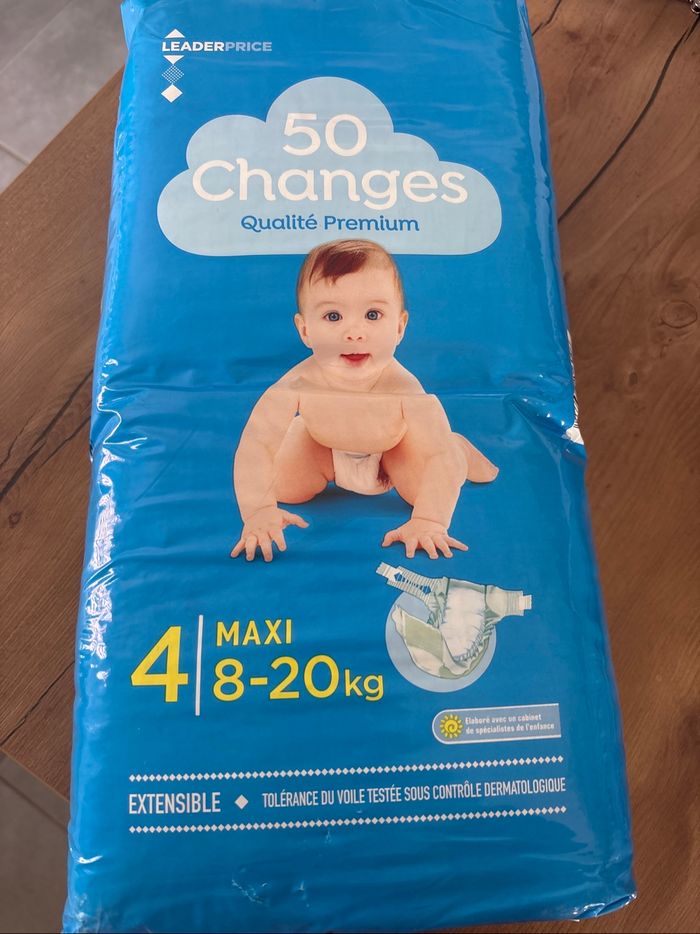 LEADERPRICE
50
Changes
Qualité Premium
4
MAXI
8-20kg
Elaboré avec un cabinet
de spécialistes de l'enfance
EXTENSIBLE ◆ TOLÉRANCE DU VOILE TESTÉE SOUS CONTRÔLE DERMATOLOGIQUE